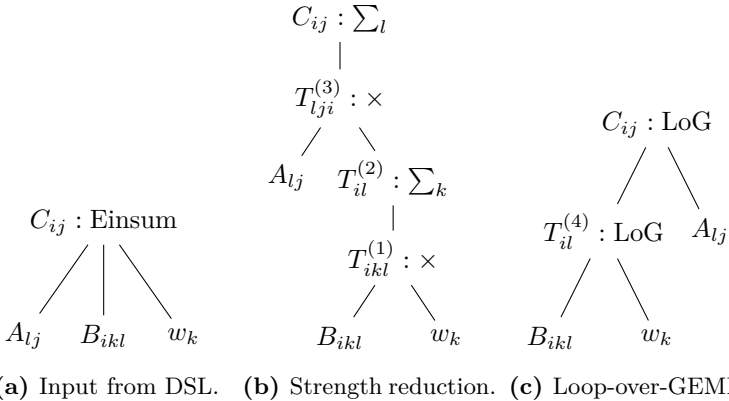 C_{ij} : Einsum
A_{lj} B_{ikl} w_k
(a) Input from DSL.
C_{ij} : ∑_l
T^{(3)}_{lji} : ×
A_{lj} T^{(2)}_{il} : ∑_k
T^{(1)}_{ikl} : ×
B_{ikl} w_k
(b) Strength reduction.
C_{ij} : LoG
T^{(4)}_{il} : LoG A_{lj}
B_{ikl} w_k
(c) Loop-over-GEM